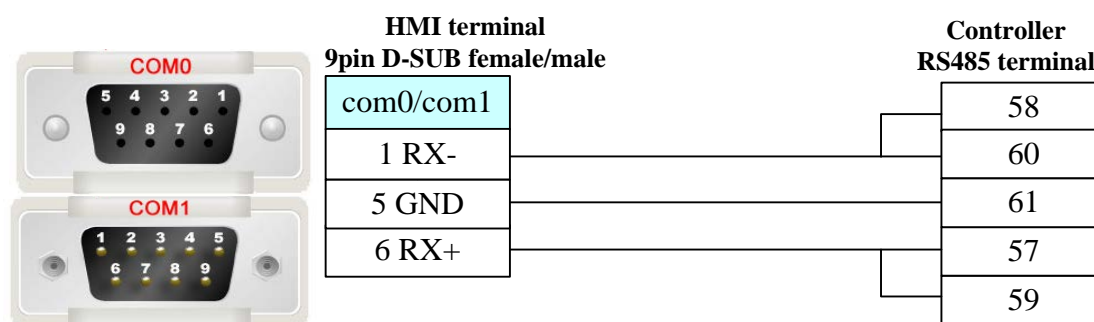 HMI terminal
9pin D-SUB female/male
Controller
RS485 terminal
COM0
5 4 3 2 1
9 8 7 6
COM1
1 2 3 4 5
6 7 8 9
com0/com1
1 RX-
5 GND
6 RX+
58
60
61
57
59